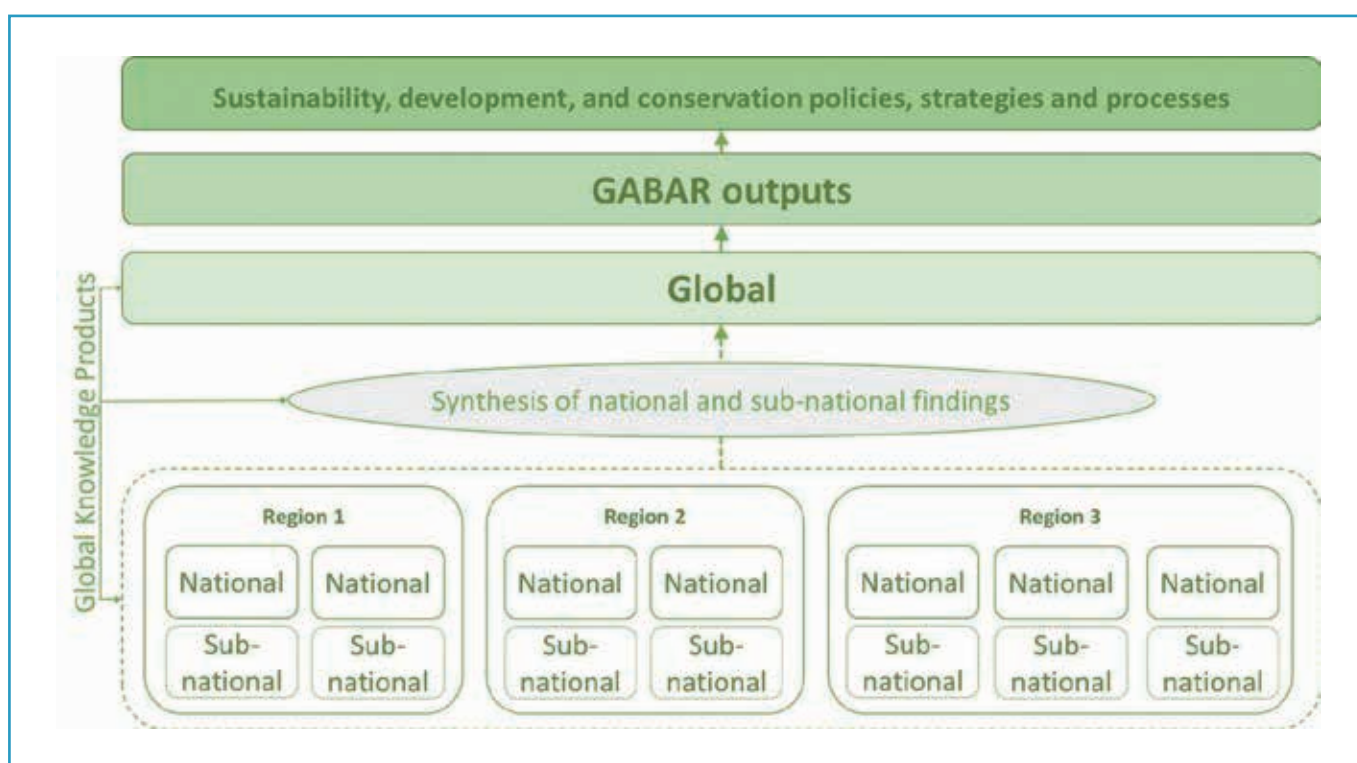 Sustainability, development, and conservation policies, strategies and processes
GABAR outputs
Global
Global Knowledge Products
Synthesis of national and sub-national findings
Region 1
National
National
Sub-
national
Sub-
national
Region 2
National
National
Sub-
national
Sub-
national
Region 3
National
National
National
Sub-
national
Sub-
national
Sub-
national